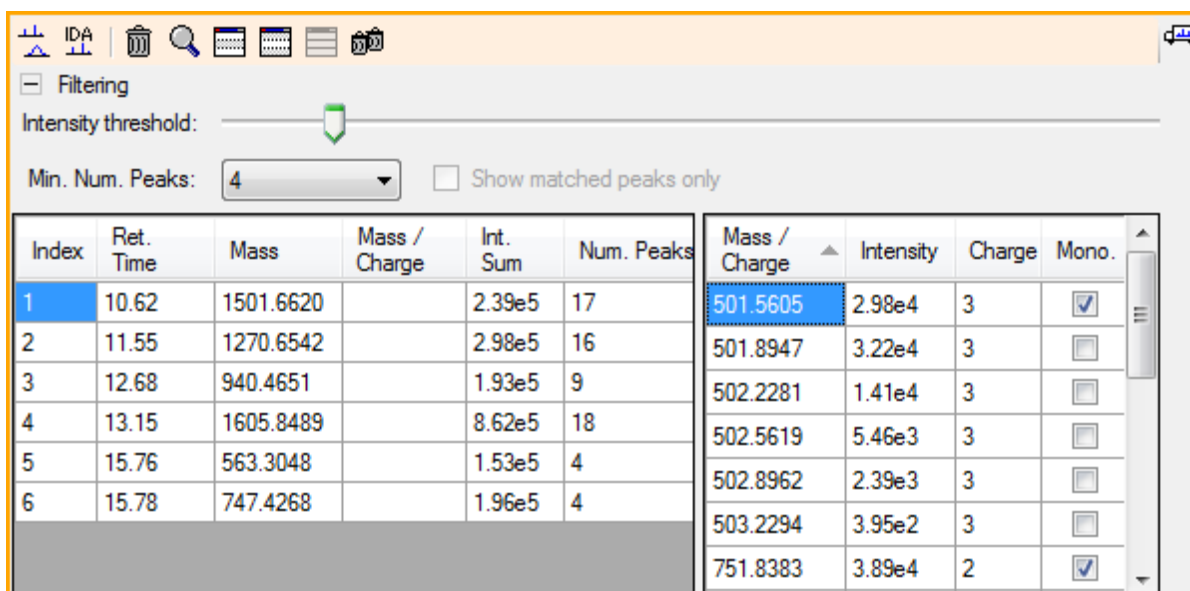 IDA
Filtering
Intensity threshold:
Min. Num. Peaks: 4 Show matched peaks only
Index Ret. Time Mass Mass / Charge Int. Sum Num. Peaks
1 10.62 1501.6620 2.39e5 17
2 11.55 1270.6542 2.98e5 16
3 12.68 940.4651 1.93e5 9
4 13.15 1605.8489 8.62e5 18
5 15.76 563.3048 1.53e5 4
6 15.78 747.4268 1.96e5 4
Mass / Charge Intensity Charge Mono.
501.5605 2.98e4 3
501.8947 3.22e4 3
502.2281 1.41e4 3
502.5619 5.46e3 3
502.8962 2.39e3 3
503.2294 3.95e2 3
751.8383 3.89e4 2